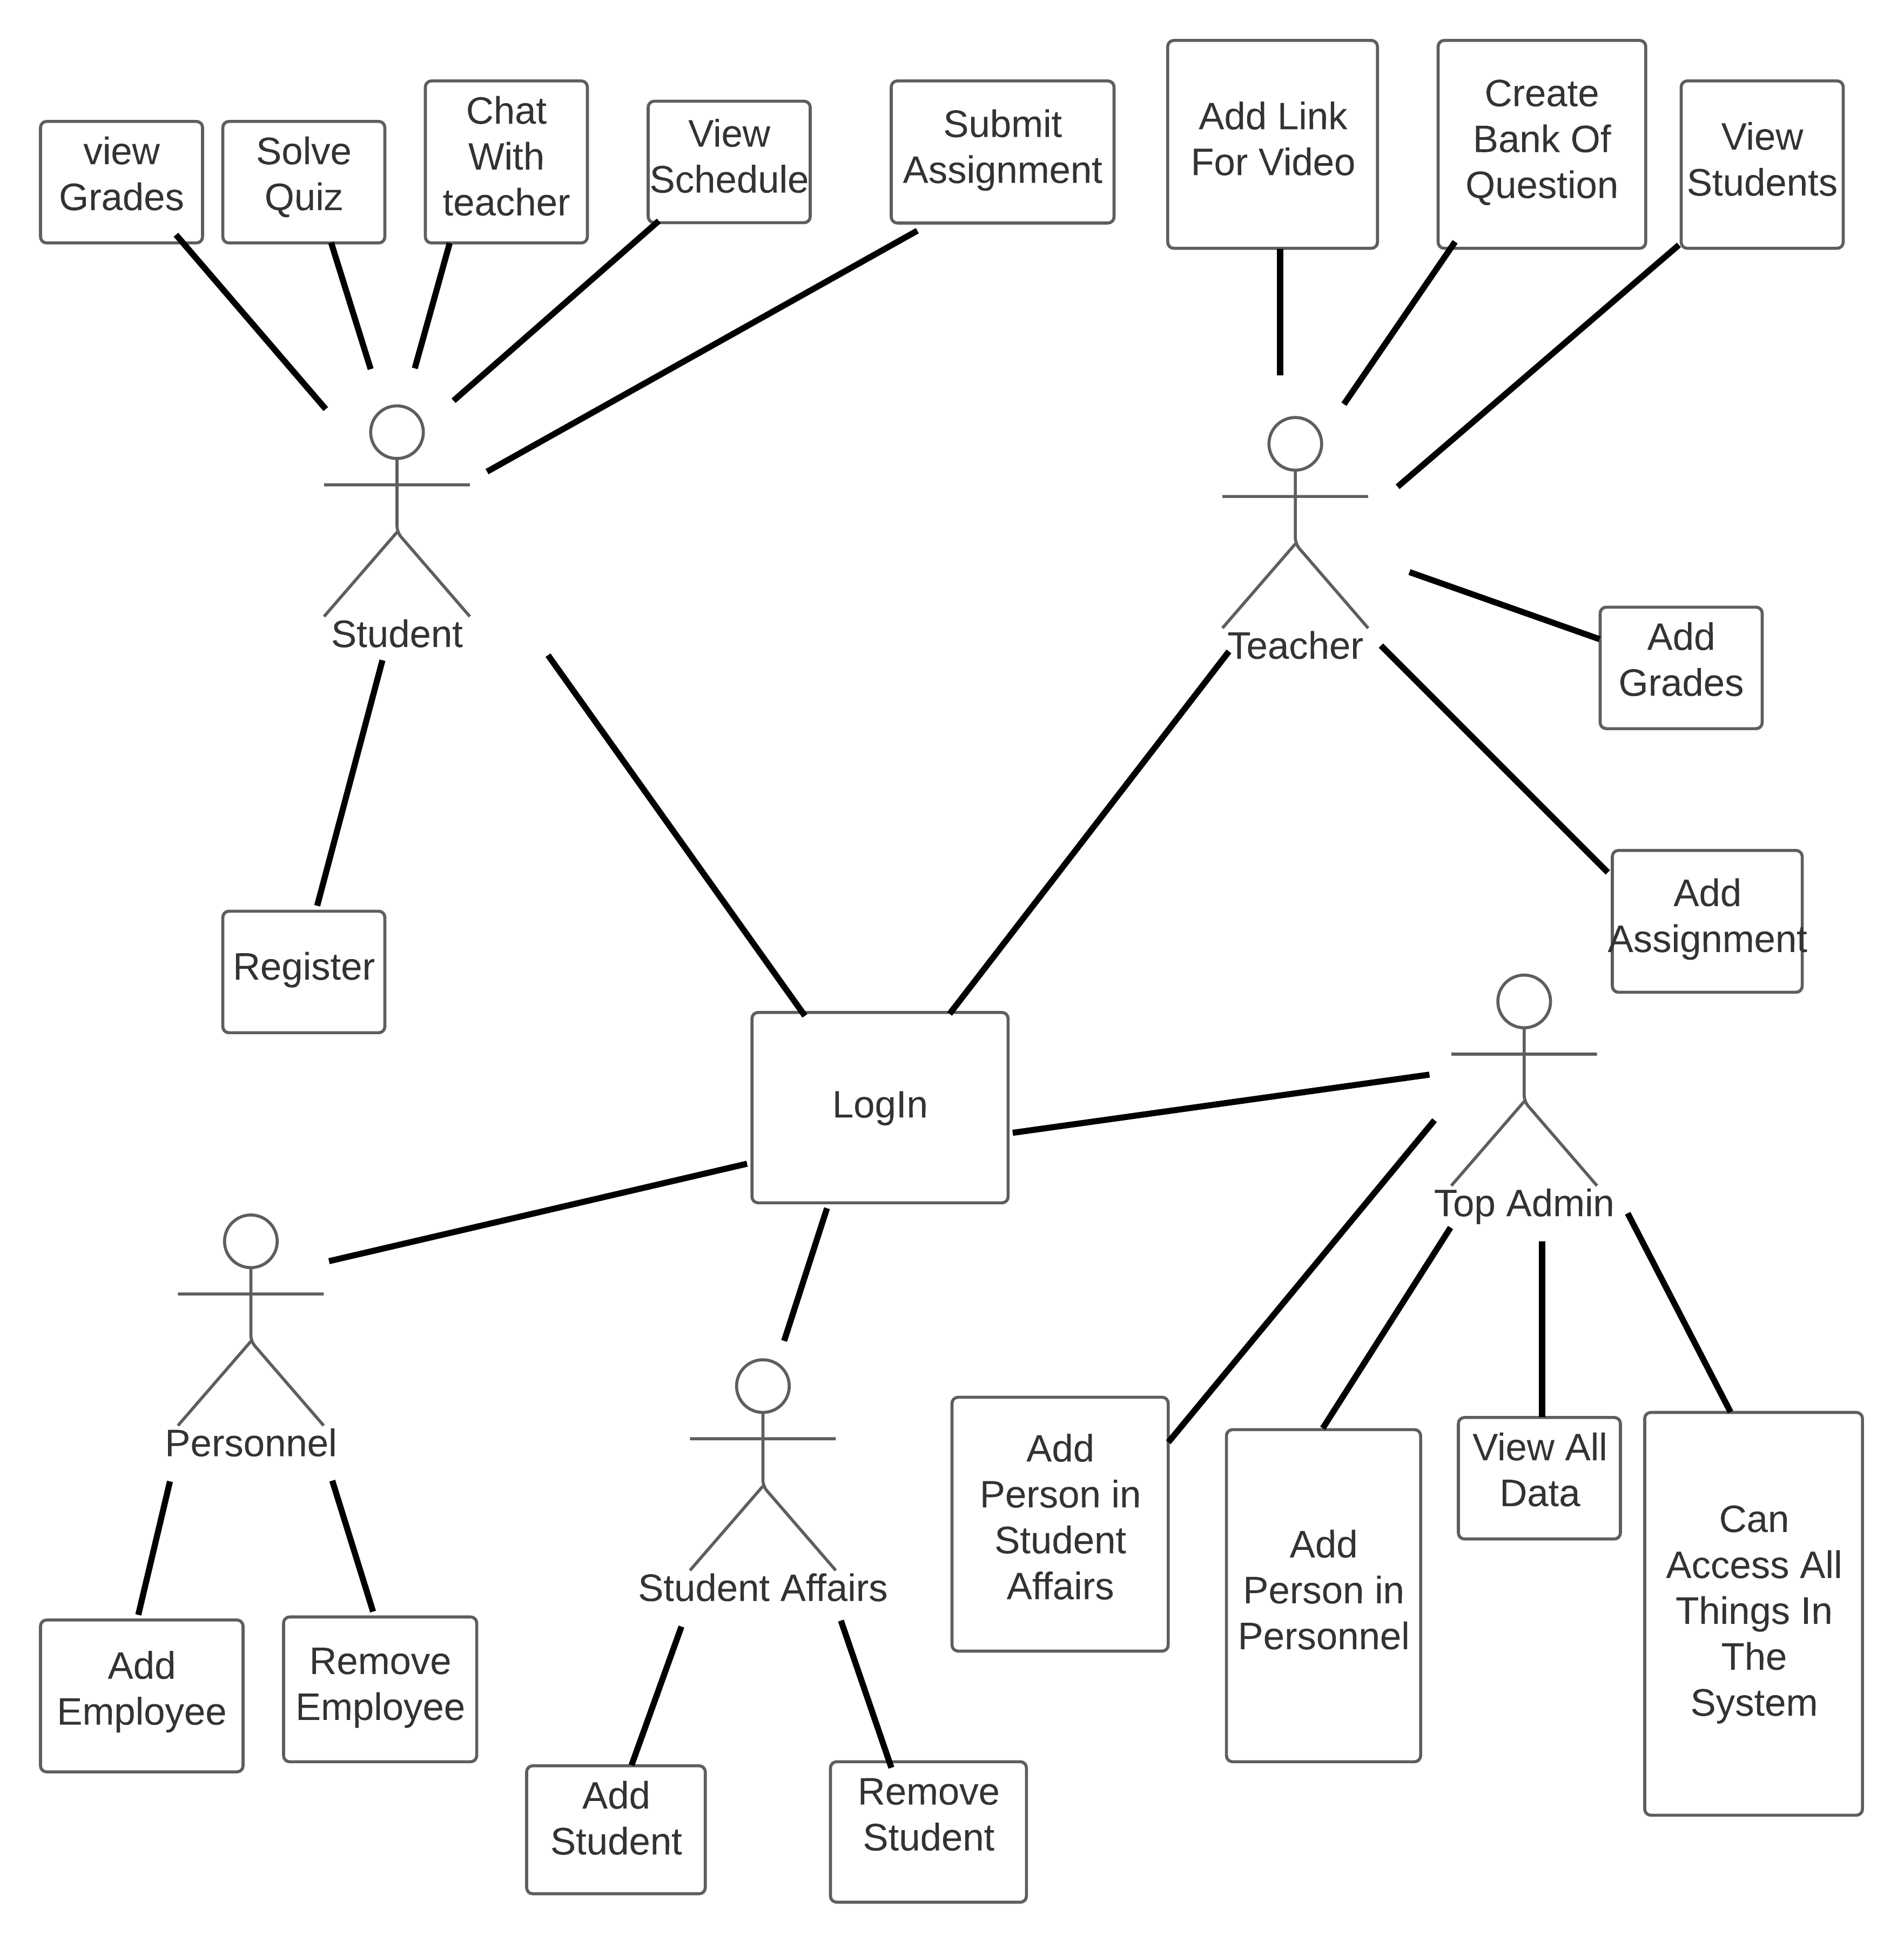 view
Grades
Solve
Quiz
Chat
With
teacher
View
Schedule
Submit
Assignment
Add Link
For Video
Create
Bank Of
Question
View
Students
Student
Teacher
Add
Grades
Add
Assignment
Register
LogIn
Top Admin
Personnel
Student Affairs
Add
Person in
Student
Affairs
Add
Person in
Personnel
View All
Data
Can
Access All
Things In
The
System
Add
Employee
Remove
Employee
Add
Student
Remove
Student